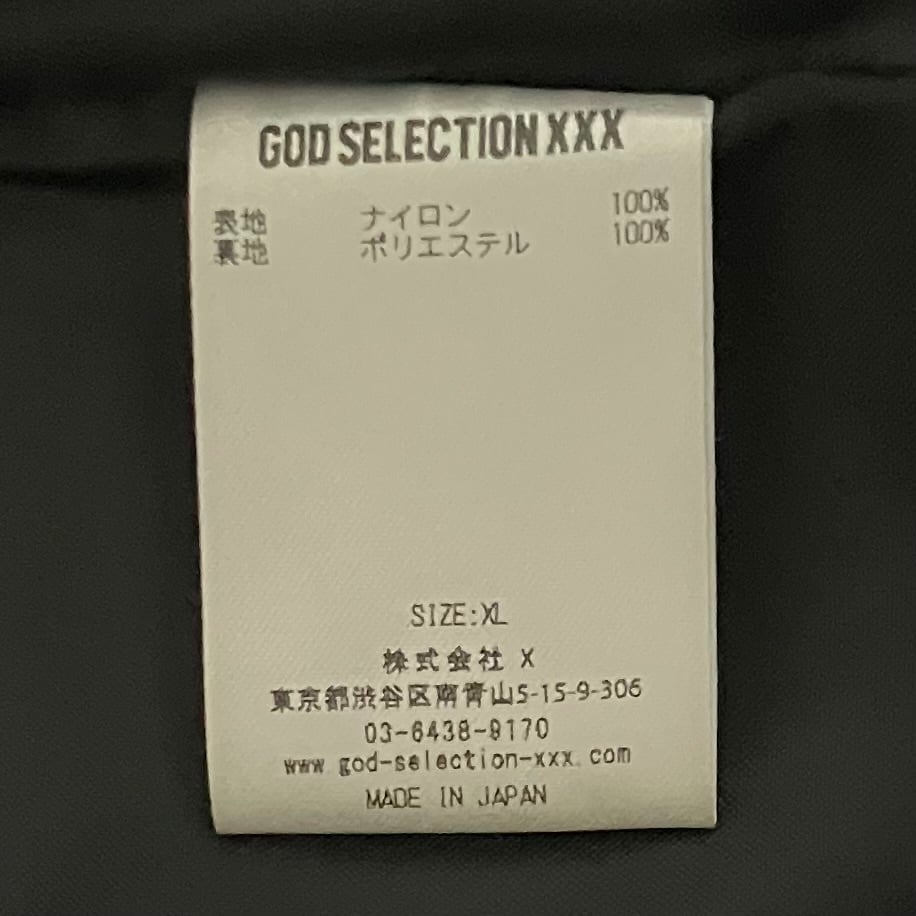 GOD SELECTION XXX
表地 ナイロン 100%
裏地 ポリエステル 100%
SIZE:XL
株式会社 X
東京都渋谷区南青山5-15-9-306
03-6438-9170
www.god-selection-xxx.com
MADE IN JAPAN